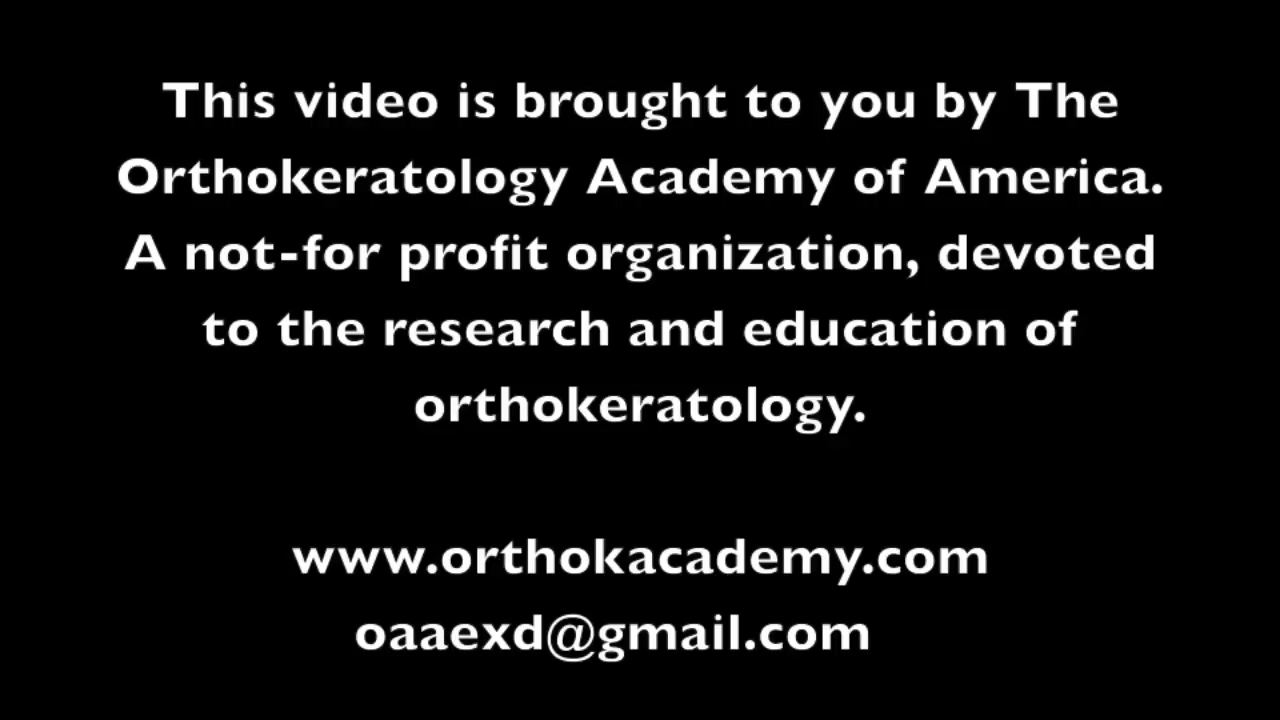 This video is brought to you by The
Orthokeratology Academy of America.
A not-for profit organization, devoted
to the research and education of
orthokeratology.
www.orthokacademy.com
oaaexd@gmail.com